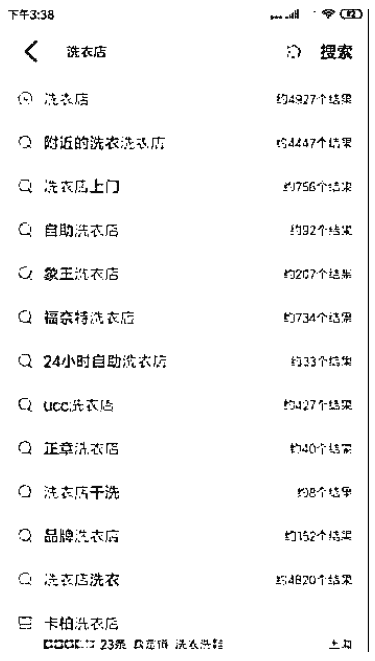 下午3:38
洗衣店 搜索
洗衣店 约4927个结果
附近的洗衣洗衣店 约4447个结果
洗衣店上门 约756个结果
自助洗衣店 约92个结果
象王洗衣店 约207个结果
福奈特洗衣店 约734个结果
24小时自助洗衣店 约33个结果
ucc洗衣店 约427个结果
正章洗衣店 约40个结果
洗衣店干洗 约8个结果
品牌洗衣店 约152个结果
洗衣店洗衣 约4820个结果
卡柏洗衣店
23条 洗衣洗鞋